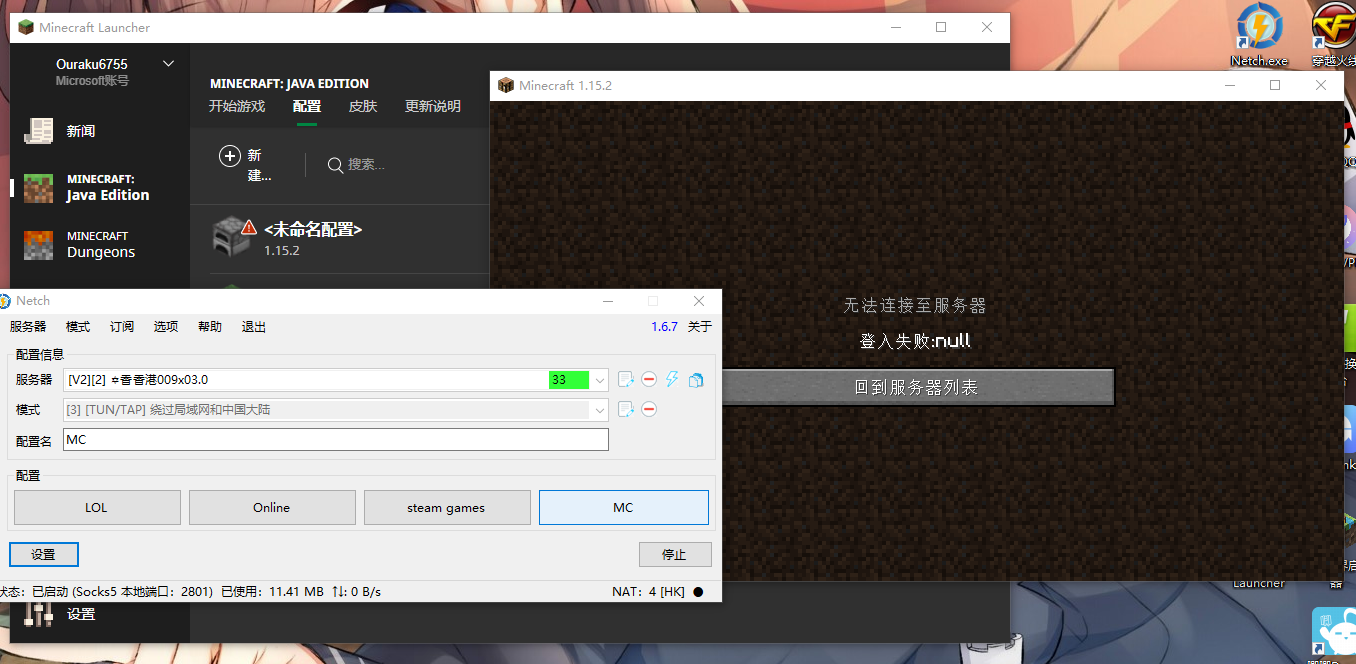 Minecraft Launcher
Ouraku6755
Microsoft账号
新闻
MINECRAFT:
Java Edition
MINECRAFT
Dungeons
设置
MINECRAFT: JAVA EDITION
开始游戏 配置 皮肤 更新说明
新
建...
搜索...
<未命名配置>
1.15.2
Minecraft 1.15.2
无法连接至服务器
登入失败:null
回到服务器列表
Netch
服务器 模式 订阅 选项 帮助 退出 1.6.7 关于
配置信息
服务器 [V2][2] ✡香香港009x03.0 33
模式 [3] [TUN/TAP] 绕过局域网和中国大陆
配置名 MC
配置
LOL Online steam games MC
设置 停止
状态：已启动 (Socks5 本地端口：2801) 已使用：11.41 MB ⇅: 0 B/s NAT：4 [HK]
Netch.exe
穿越火线
Launcher